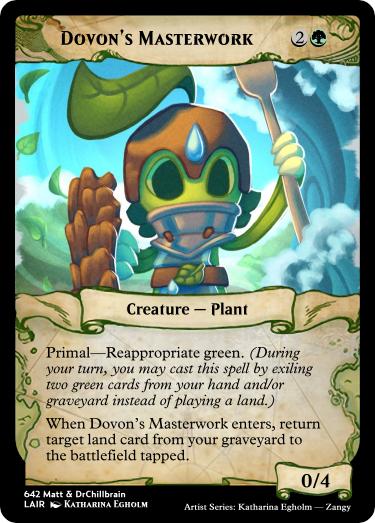 Dovon's Masterwork 2
Creature — Plant
Primal—Reappropriate green. (During
your turn, you may cast this spell by exiling
two green cards from your hand and/or
graveyard instead of playing a land.)
When Dovon's Masterwork enters, return
target land card from your graveyard to
the battlefield tapped.
0/4
642 Matt & DrChillbrain
LAIR Katharina Egholm
Artist Series: Katharina Egholm — Zangy